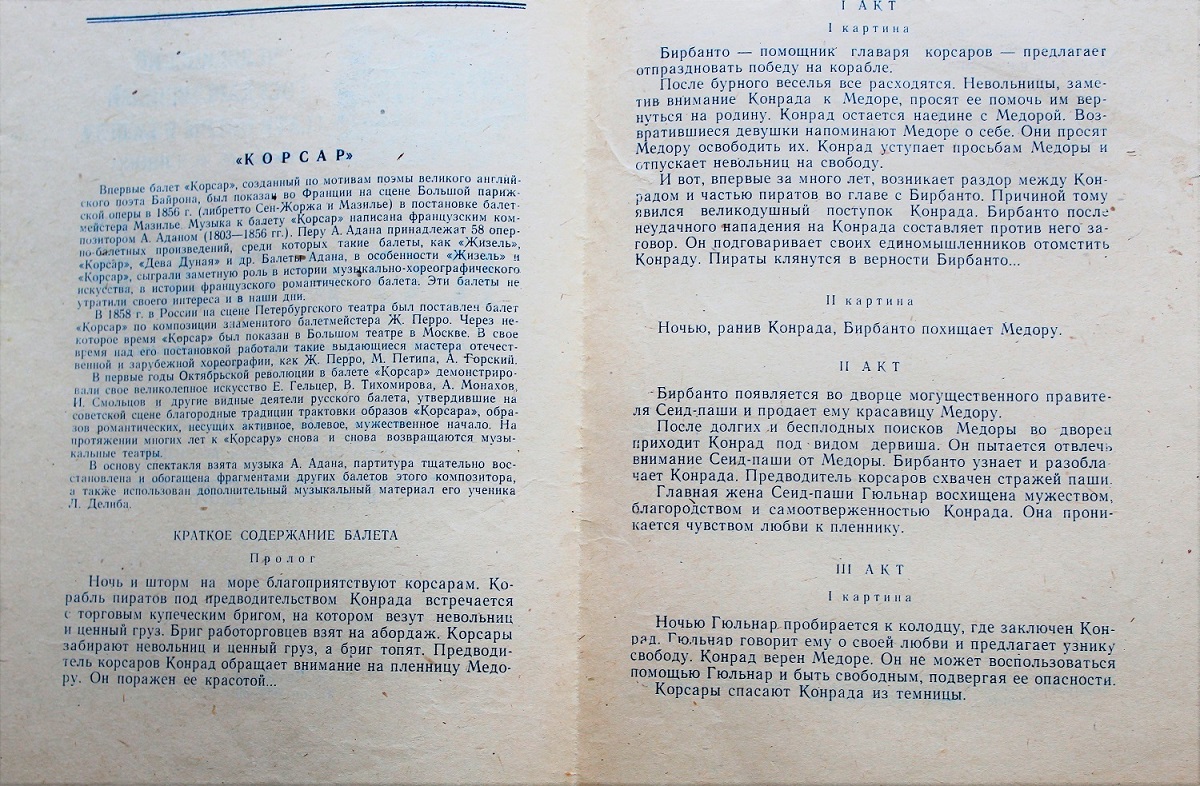 «КОРСАР»
Впервые балет «Корсар», созданный по мотивам поэмы великого англий-
ского поэта Байрона, был показан во Франции на сцене Большой париж-
ской оперы в 1856 г. (либретто Сен-Жоржа и Мазилье) в постановке балет-
мейстера Мазилье. Музыка к балету «Корсар» написана французским ком-
позитором А. Аданом (1803—1856 гг.). Перу А. Адана принадлежат 58 опер-
но-балетных произведений, среди которых такие балеты, как «Жизель»,
«Корсар», «Дева Дуная» и др. Балеты Адана, в особенности «Жизель» и
«Корсар», сыграли заметную роль в истории музыкально-хореографического
искусства, в истории французского романтического балета. Эти балеты не
утратили своего интереса и в наши дни.
В 1858 г. в России на сцене Петербургского театра был поставлен балет
«Корсар» по композиции знаменитого балетмейстера Ж. Перро. Через не-
которое время «Корсар» был показан в Большом театре в Москве. В свое
время над его постановкой работали такие выдающиеся мастера отечест-
венной и зарубежной хореографии, как Ж. Перро, М. Петипа, А. Горский.
В первые годы Октябрьской революции в балете «Корсар» демонстриро-
вали свое великолепное искусство Е. Гельцер, В. Тихомирова, А. Монахов,
И. Смольцов и другие видные деятели русского балета, утвердившие на
советской сцене благородные традиции трактовки образов «Корсара», обра-
зов романтических, несущих активное, волевое, мужественное начало. На
протяжении многих лет к «Корсару» снова и снова возвращаются музы-
кальные театры.
В основу спектакля взята музыка А. Адана, партитура тщательно вос-
становлена и обогащена фрагментами других балетов этого композитора,
а также использован дополнительный музыкальный материал его ученика
Л. Делиба.
КРАТКОЕ СОДЕРЖАНИЕ БАЛЕТА
Пролог
Ночь и шторм на море благоприятствуют корсарам. Ко-
рабль пиратов под предводительством Конрада встречается
с торговым купеческим бригом, на котором везут невольниц
и ценный груз. Бриг работорговцев взят на абордаж. Корсары
забирают невольниц и ценный груз, а бриг топят. Предводи-
тель корсаров Конрад обращает внимание на пленницу Медо-
ру. Он поражен ее красотой...
I АКТ
I картина
Бирбанто — помощник главаря корсаров — предлагает
отпраздновать победу на корабле.
После бурного веселья все расходятся. Невольницы, заме-
тив внимание Конрада к Медоре, просят ее помочь им вер-
нуться на родину. Конрад остается наедине с Медорой. Воз-
вратившиеся девушки напоминают Медоре о себе. Они просят
Медору освободить их. Конрад уступает просьбам Медоры и
отпускает невольниц на свободу.
И вот, впервые за много лет, возникает раздор между Кон-
радом и частью пиратов во главе с Бирбанто. Причиной тому
явился великодушный поступок Конрада. Бирбанто после
неудачного нападения на Конрада составляет против него за-
говор. Он подговаривает своих единомышленников отомстить
Конраду. Пираты клянутся в верности Бирбанто...
II картина
Ночью, ранив Конрада, Бирбанто похищает Медору.
II АКТ
Бирбанто появляется во дворце могущественного правите-
ля Сеид-паши и продает ему красавицу Медору.
После долгих и бесплодных поисков Медоры во дворец
приходит Конрад под видом дервиша. Он пытается отвлечь
внимание Сеид-паши от Медоры. Бирбанто узнает и разобла-
чает Конрада. Предводитель корсаров схвачен стражей паши.
Главная жена Сеид-паши Гюльнар восхищена мужеством,
благородством и самоотверженностью Конрада. Она прони-
кается чувством любви к пленнику.
III АКТ
I картина
Ночью Гюльнар пробирается к колодцу, где заключен Кон-
рад. Гюльнар говорит ему о своей любви и предлагает узнику
свободу. Конрад верен Медоре. Он не может воспользоваться
помощью Гюльнар и быть свободным, подвергая ее опасности.
Корсары спасают Конрада из темницы.